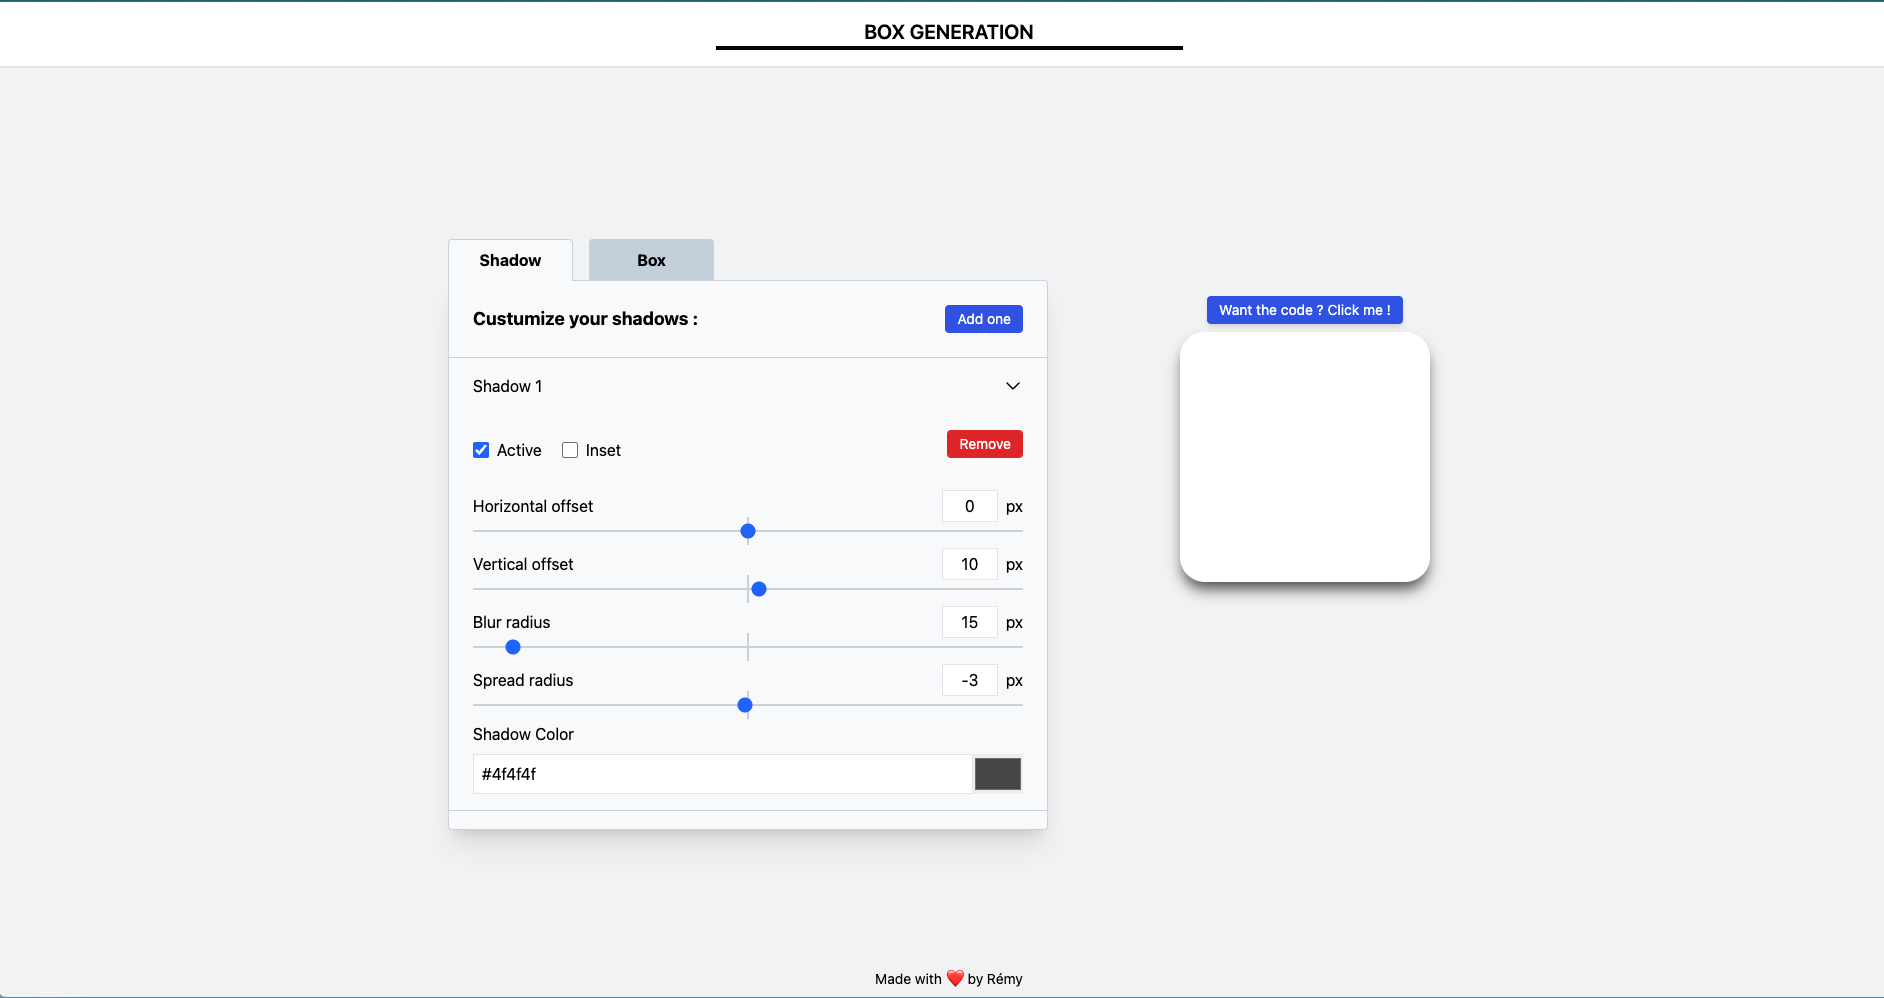 BOX GENERATION
Shadow
Box
Custumize your shadows :
Add one
Shadow 1
Active
Inset
Remove
Horizontal offset
0 px
Vertical offset
10 px
Blur radius
15 px
Spread radius
-3 px
Shadow Color
#4f4f4f
Want the code ? Click me !
Made with ❤️ by Rémy